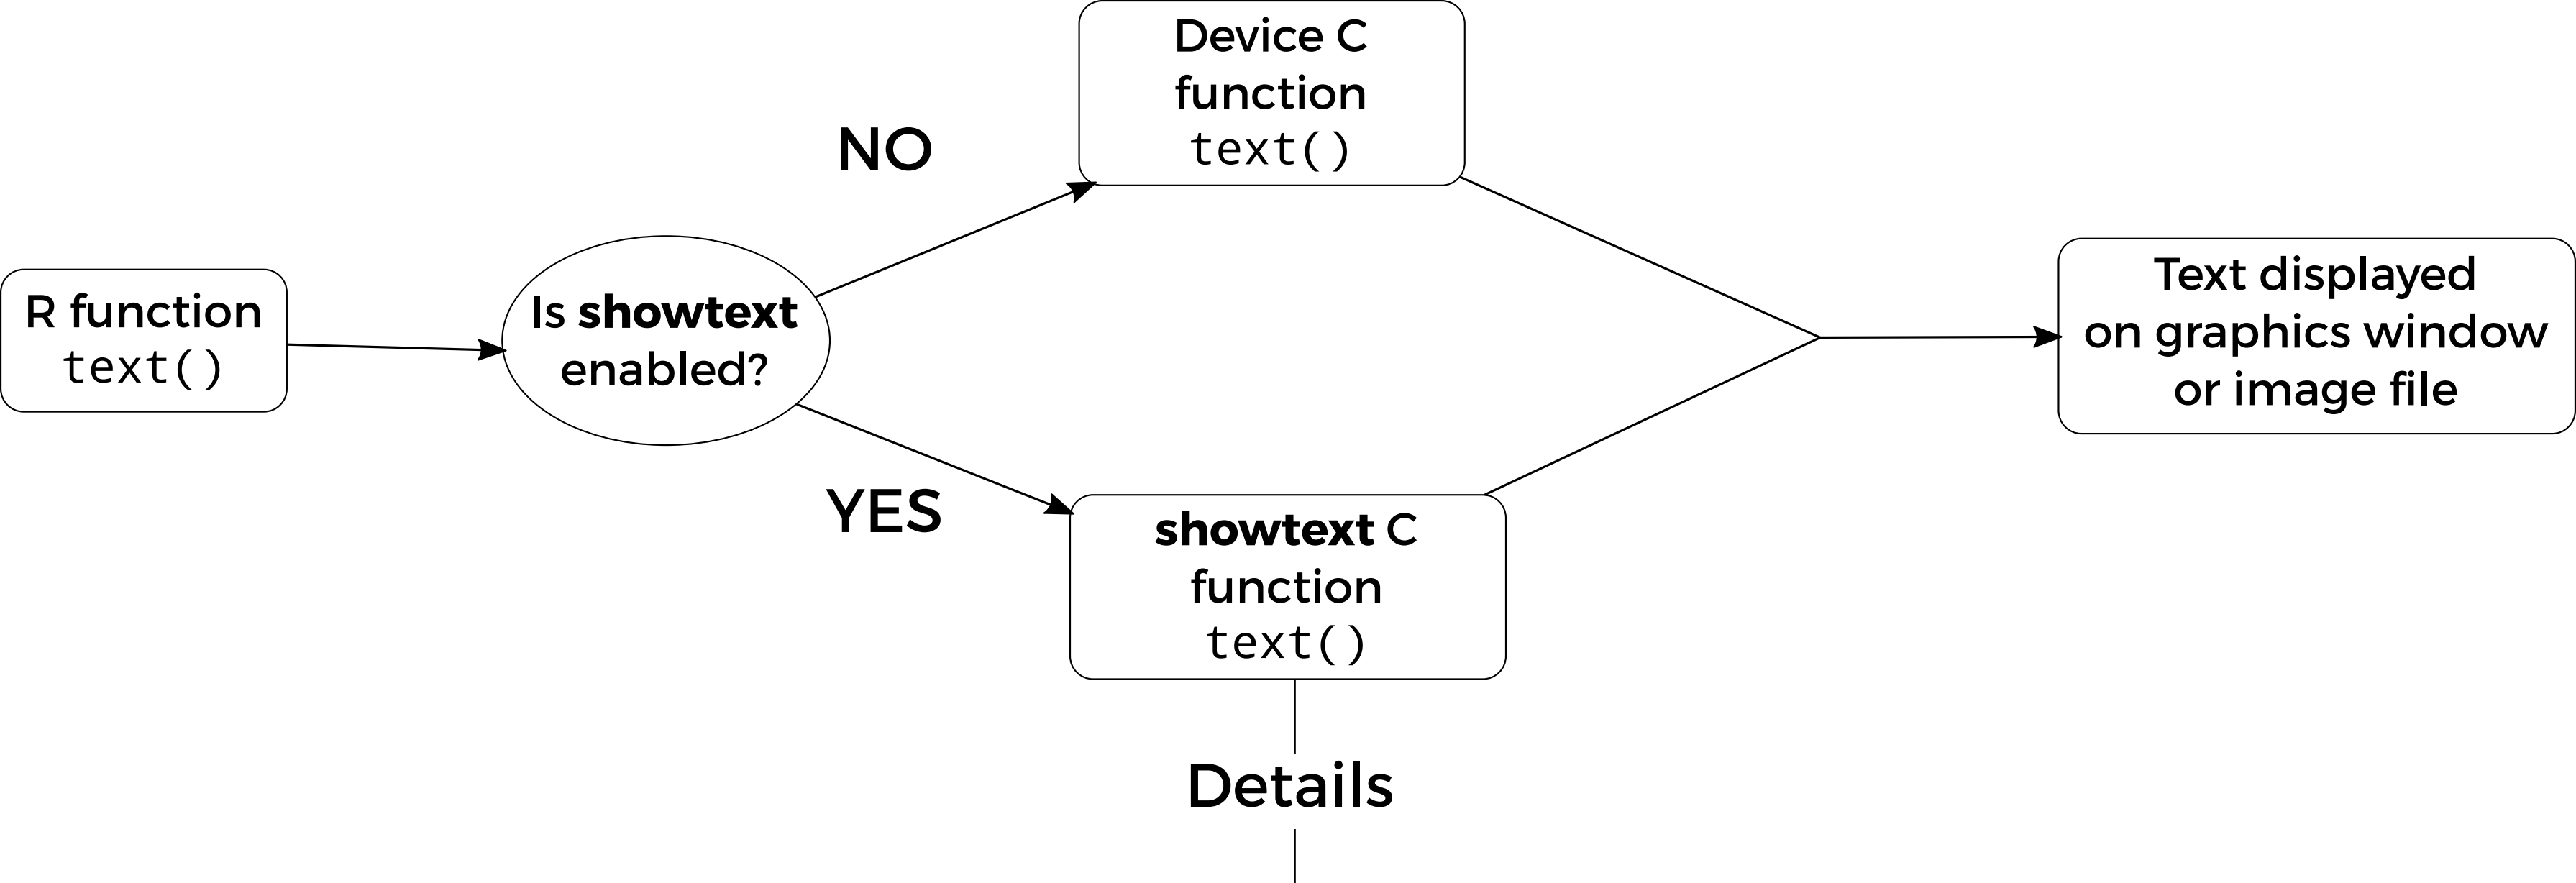 R function
text()
Is showtext
enabled?
NO
Device C
function
text()
YES
showtext C
function
text()
Details
Text displayed
on graphics window
or image file